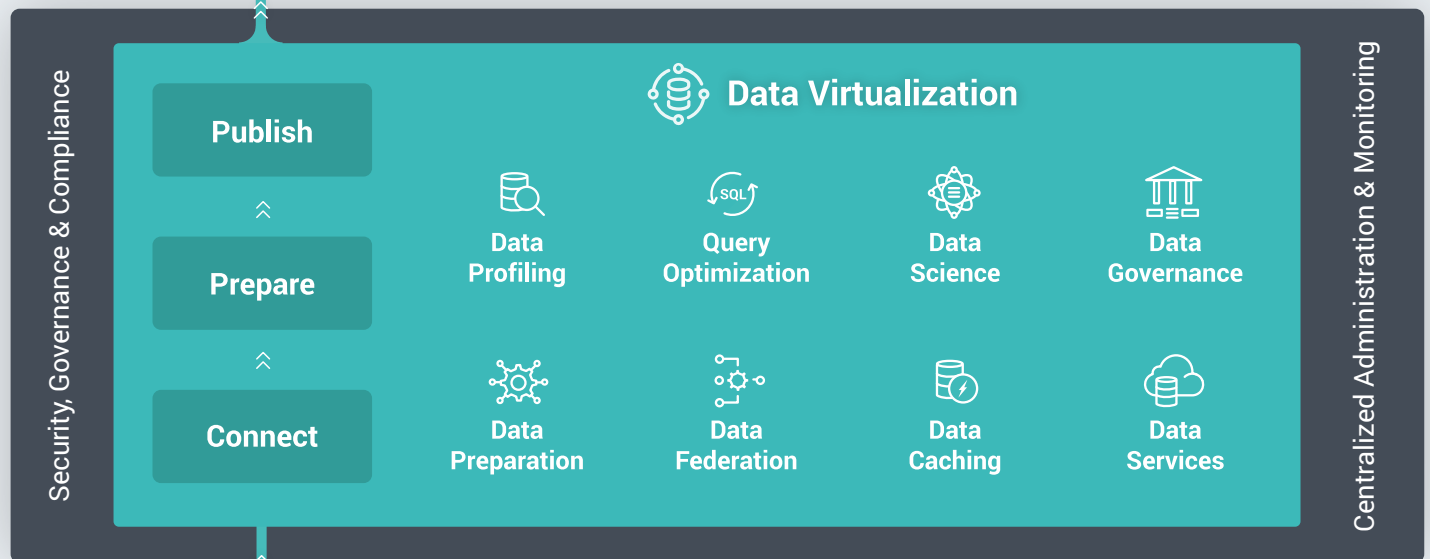 Security, Governance & Compliance
Publish
Prepare
Connect
Data Virtualization
Data
Profiling
SQL
Query
Optimization
Data
Science
Data
Governance
Data
Preparation
Data
Federation
Data
Caching
Data
Services
Centralized Administration & Monitoring